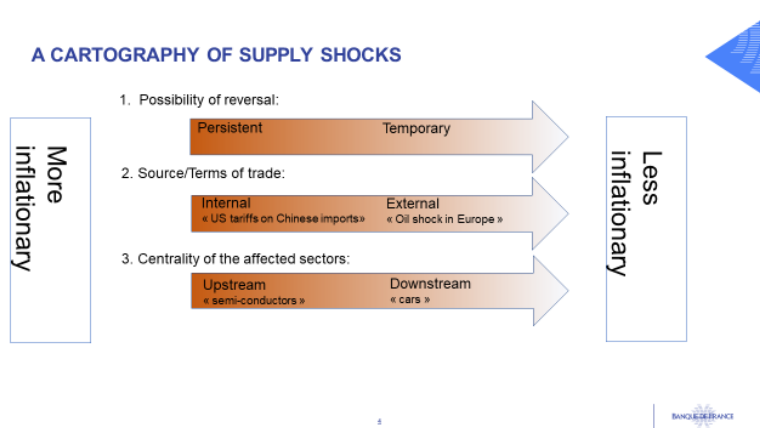 A CARTOGRAPHY OF SUPPLY SHOCKS
1. Possibility of reversal:
Persistent Temporary
2. Source/Terms of trade:
Internal External
« US tariffs on Chinese imports» « Oil shock in Europe »
3. Centrality of the affected sectors:
Upstream Downstream
« semi-conductors » « cars »
More
inflationary
Less
inflationary
BANQUE DE FRANCE